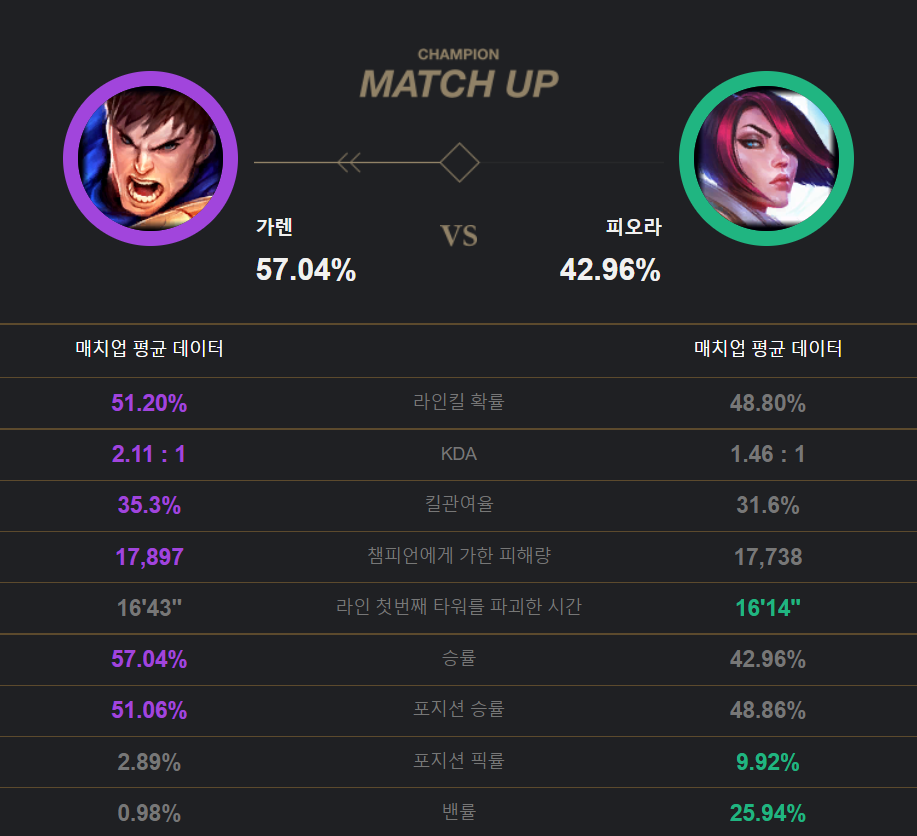 CHAMPION
MATCH UP
가렌 VS 피오라
57.04% 42.96%
매치업 평균 데이터 매치업 평균 데이터
51.20% 라인킬 확률 48.80%
2.11 : 1 KDA 1.46 : 1
35.3% 킬관여율 31.6%
17,897 챔피언에게 가한 피해량 17,738
16'43" 라인 첫번째 타워를 파괴한 시간 16'14"
57.04% 승률 42.96%
51.06% 포지션 승률 48.86%
2.89% 포지션 픽률 9.92%
0.98% 밴률 25.94%